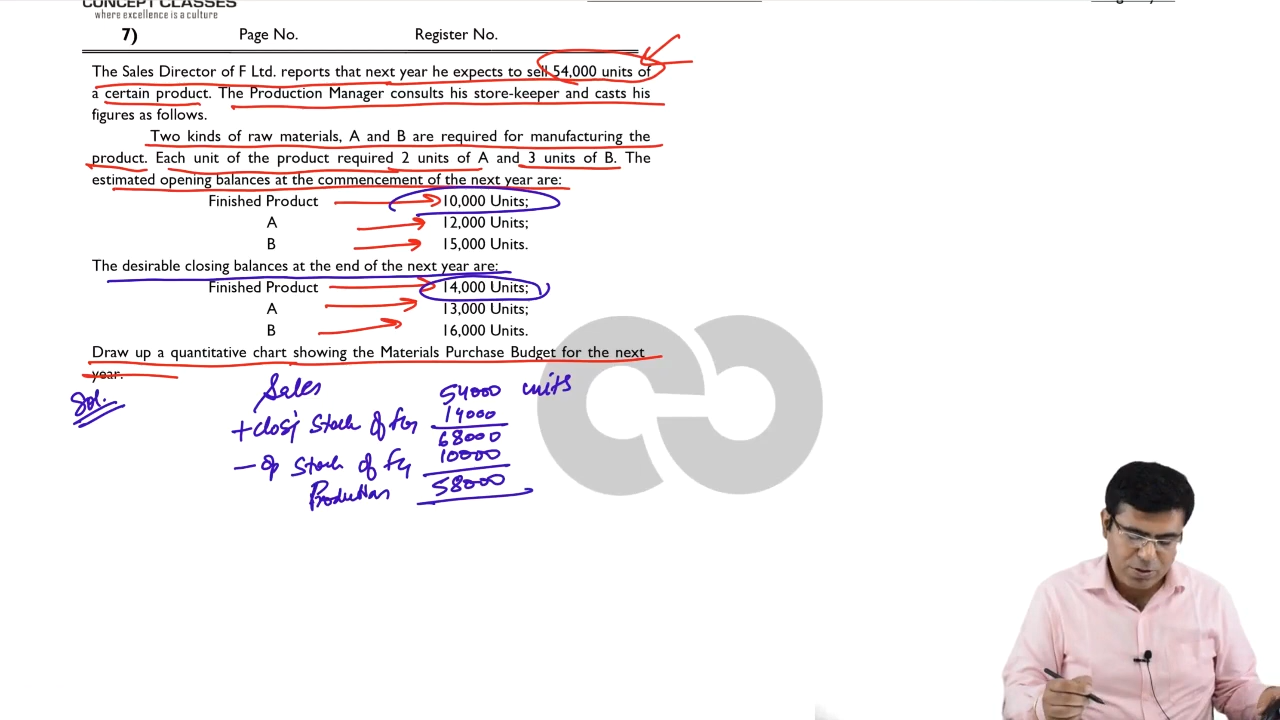 CONCEPT CLASSES
where excellence is a culture
7) Page No. Register No.
The Sales Director of F Ltd. reports that next year he expects to sell 54,000 units of
a certain product. The Production Manager consults his store-keeper and casts his
figures as follows.
Two kinds of raw materials, A and B are required for manufacturing the
product. Each unit of the product required 2 units of A and 3 units of B. The
estimated opening balances at the commencement of the next year are:
Finished Product 10,000 Units;
A 12,000 Units;
B 15,000 Units.
The desirable closing balances at the end of the next year are:
Finished Product 14,000 Units;
A 13,000 Units;
B 16,000 Units.
Draw up a quantitative chart showing the Materials Purchase Budget for the next
year.
Sol.
Sales 54000 units
+ closi Stock of FG 14000
68000
- op Stock of FG 10000
Production 58000